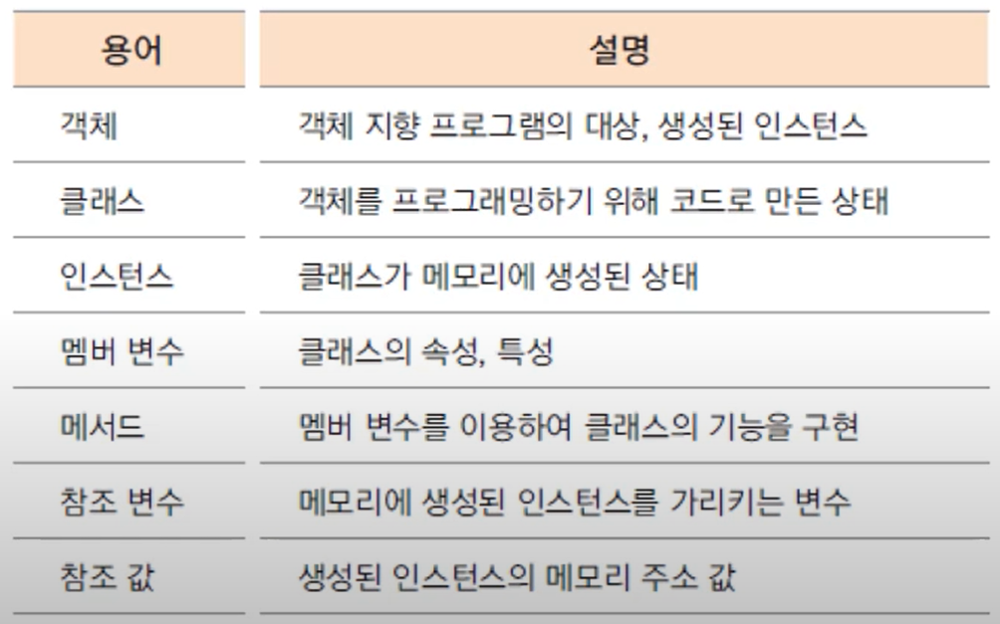 용어 설명
객체 객체 지향 프로그램의 대상, 생성된 인스턴스
클래스 객체를 프로그래밍하기 위해 코드로 만든 상태
인스턴스 클래스가 메모리에 생성된 상태
멤버 변수 클래스의 속성, 특성
메서드 멤버 변수를 이용하여 클래스의 기능을 구현
참조 변수 메모리에 생성된 인스턴스를 가리키는 변수
참조 값 생성된 인스턴스의 메모리 주소 값